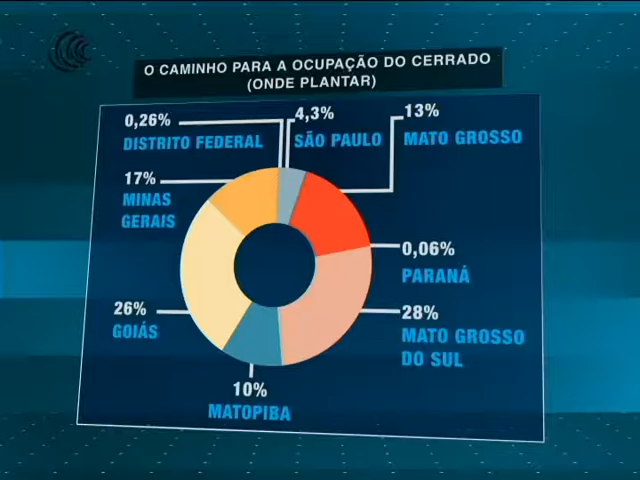 O CAMINHO PARA A OCUPAÇÃO DO CERRADO
(ONDE PLANTAR)
0,26%
DISTRITO FEDERAL
4,3%
SÃO PAULO
13%
MATO GROSSO
17%
MINAS
GERAIS
0,06%
PARANÁ
26%
GOIÁS
28%
MATO GROSSO
DO SUL
10%
MATOPIBA